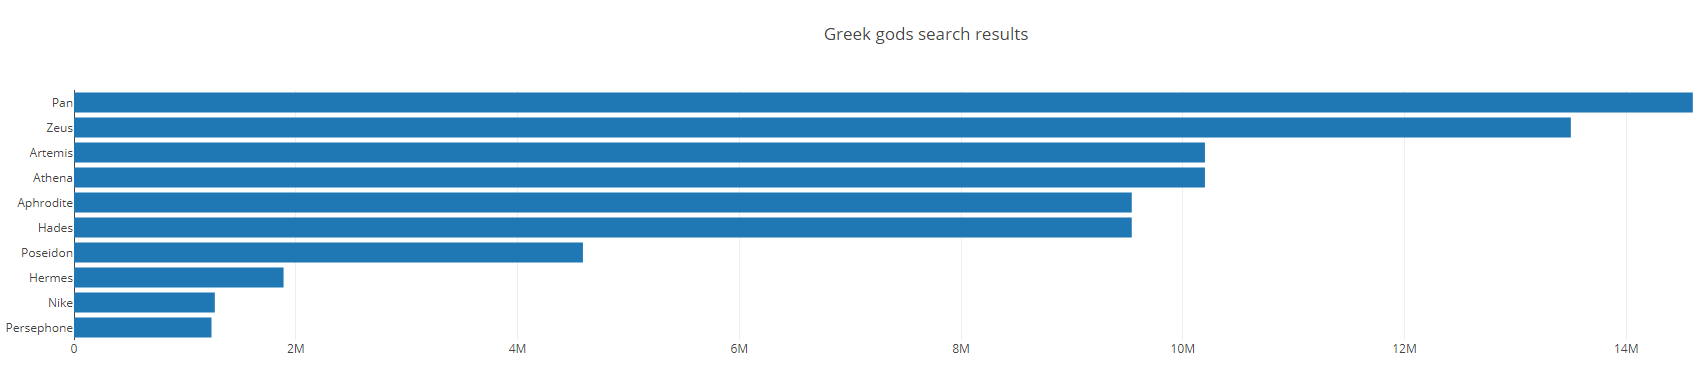 Greek gods search results
Pan
Zeus
Artemis
Athena
Aphrodite
Hades
Poseidon
Hermes
Nike
Persephone
0 2M 4M 6M 8M 10M 12M 14M